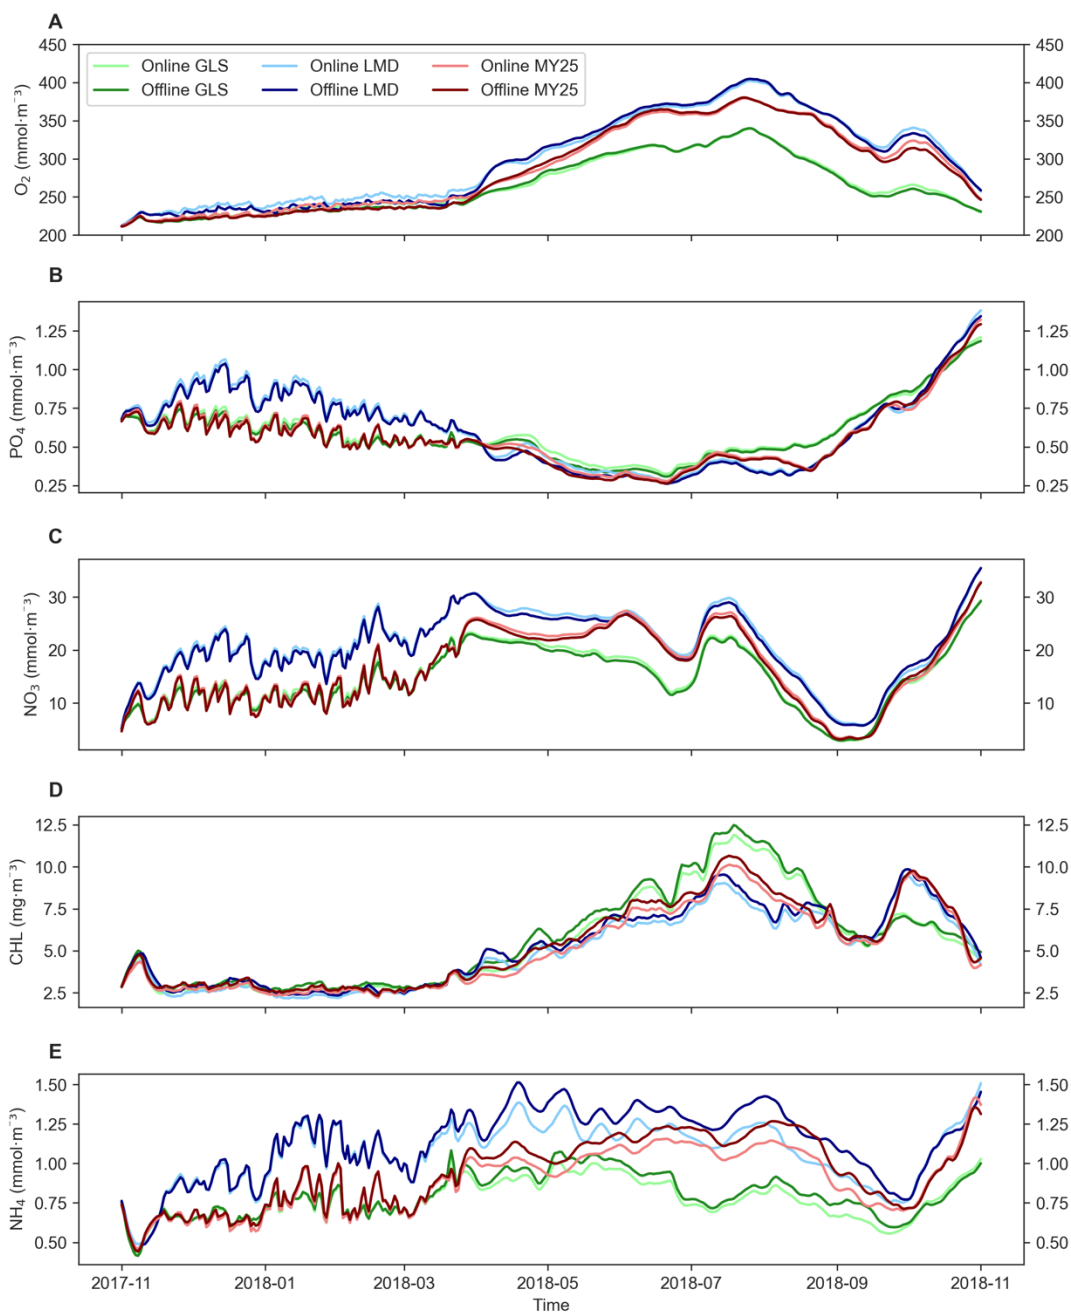 A
450 450
Online GLS Online LMD Online MY25
Offline GLS Offline LMD Offline MY25
400 400
350 350
300 300
250 250
200 200
O₂ (mmol·m⁻³)
B
1.25 1.25
1.00 1.00
0.75 0.75
0.50 0.50
0.25 0.25
PO₄ (mmol·m⁻³)
C
30 30
20 20
10 10
NO₃ (mmol·m⁻³)
D
12.5 12.5
10.0 10.0
7.5 7.5
5.0 5.0
2.5 2.5
CHL (mg·m⁻³)
E
1.50 1.50
1.25 1.25
1.00 1.00
0.75 0.75
0.50 0.50
NH₄ (mmol·m⁻³)
2017-11 2018-01 2018-03 2018-05 2018-07 2018-09 2018-11
Time